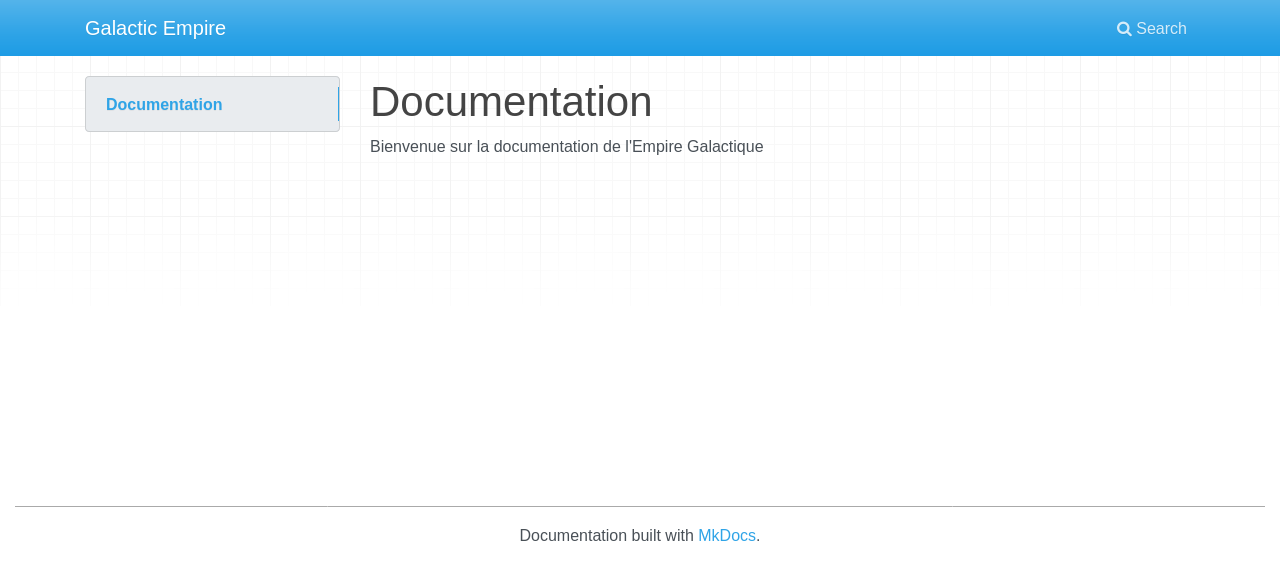 Galactic Empire
Search
Documentation
Documentation
Bienvenue sur la documentation de l'Empire Galactique
Documentation built with MkDocs.